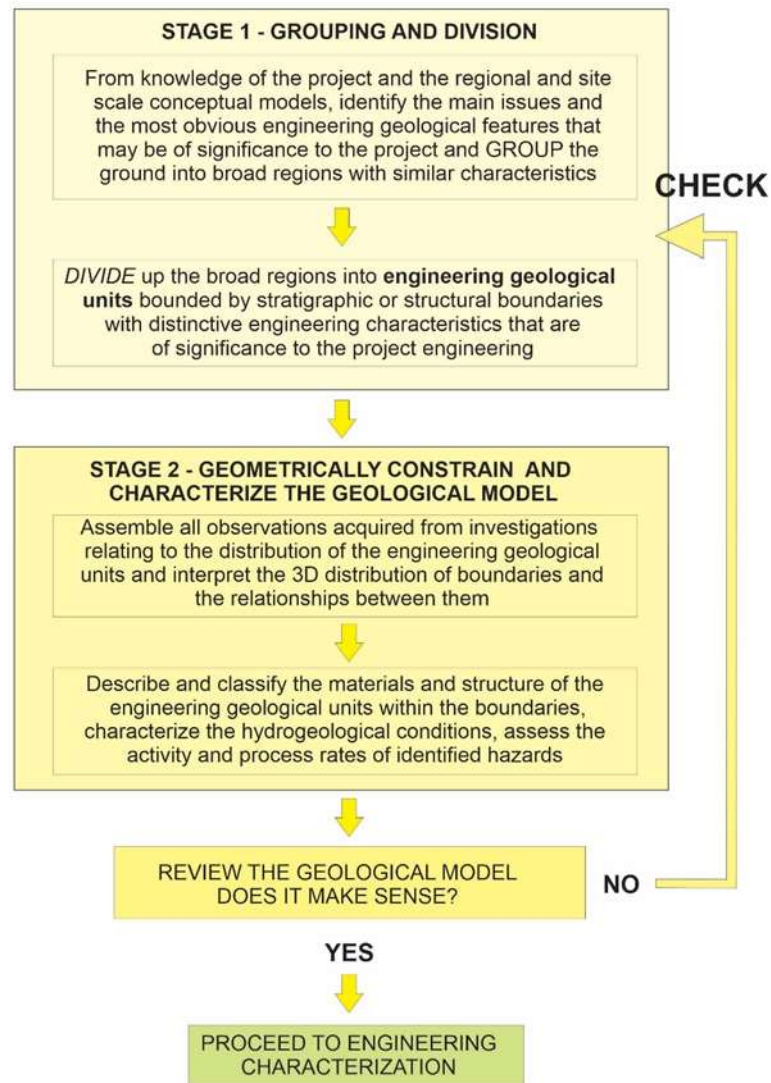 STAGE 1 - GROUPING AND DIVISION
From knowledge of the project and the regional and site
scale conceptual models, identify the main issues and
the most obvious engineering geological features that
may be of significance to the project and GROUP the
ground into broad regions with similar characteristics
CHECK
DIVIDE up the broad regions into engineering geological
units bounded by stratigraphic or structural boundaries
with distinctive engineering characteristics that are
of significance to the project engineering
STAGE 2 - GEOMETRICALLY CONSTRAIN AND
CHARACTERIZE THE GEOLOGICAL MODEL
Assemble all observations acquired from investigations
relating to the distribution of the engineering geological
units and interpret the 3D distribution of boundaries and
the relationships between them
Describe and classify the materials and structure of the
engineering geological units within the boundaries,
characterize the hydrogeological conditions, assess the
activity and process rates of identified hazards
REVIEW THE GEOLOGICAL MODEL
DOES IT MAKE SENSE?
NO
YES
PROCEED TO ENGINEERING
CHARACTERIZATION